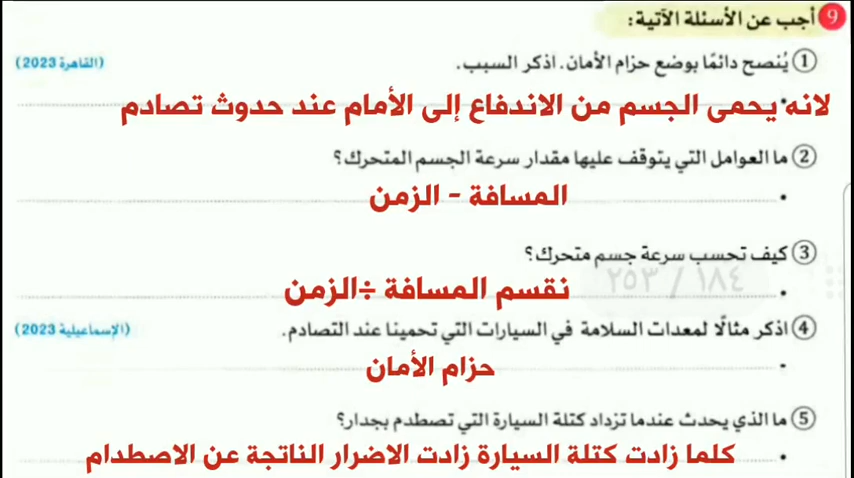 9 أجب عن الأسئلة الآتية:
1 يُنصح دائمًا بوضع حزام الأمان. اذكر السبب. (القاهرة 2023)
لانه يحمى الجسم من الاندفاع إلى الأمام عند حدوث تصادم
2 ما العوامل التي يتوقف عليها مقدار سرعة الجسم المتحرك؟
المسافة - الزمن
3 كيف تحسب سرعة جسم متحرك؟
١٨٤ / ٢٥٣
نقسم المسافة ÷الزمن
4 اذكر مثالًا لمعدات السلامة في السيارات التي تحمينا عند التصادم. (الإسماعيلية 2023)
حزام الأمان
5 ما الذي يحدث عندما تزداد كتلة السيارة التي تصطدم بجدار؟
كلما زادت كتلة السيارة زادت الاضرار الناتجة عن الاصطدام